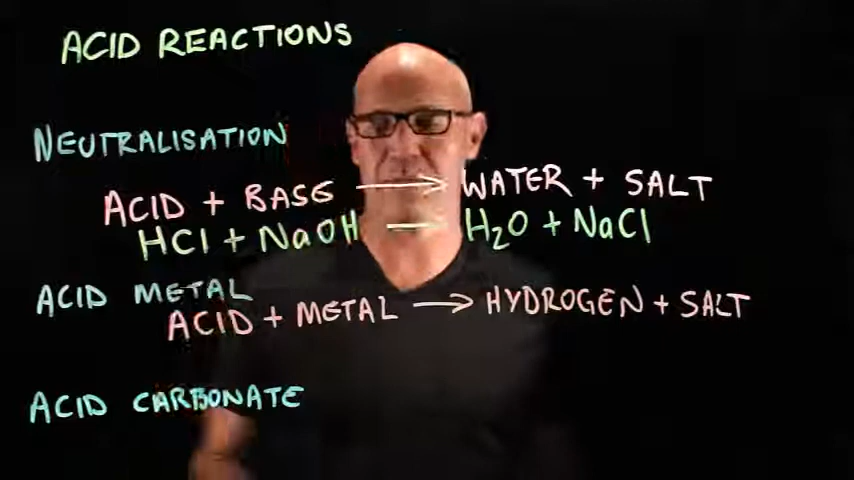 ACID REACTIONS
NEUTRALISATION
ACID + BASE → WATER + SALT
HCl + NaOH → H₂O + NaCl
ACID METAL
ACID + METAL → HYDROGEN + SALT
ACID CARBONATE